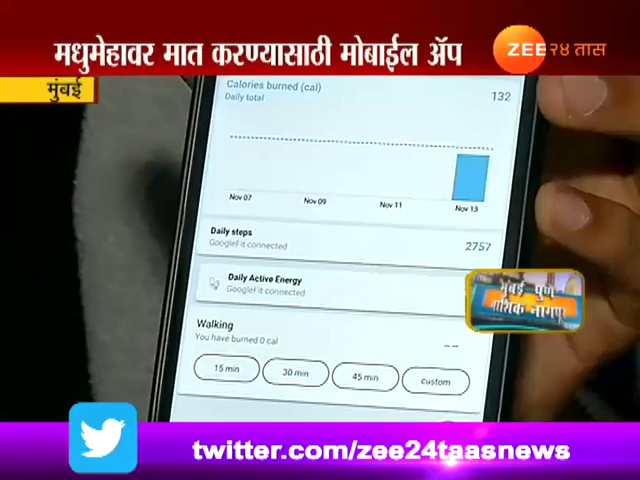 मधुमेहावर मात करण्यासाठी मोबाईल ॲप
ZEE २४ तास
मुंबई
Calories burned (cal)
Daily total
132
Nov 07 Nov 09 Nov 11 Nov 13
Daily steps
GoogleFit connected
2757
Daily Active Energy
GoogleFit connected
Walking
You have burned 0 cal
--
15 min 30 min 45 min custom
मुंबई पुणे
नाशिक नागपूर
twitter.com/zee24taasnews